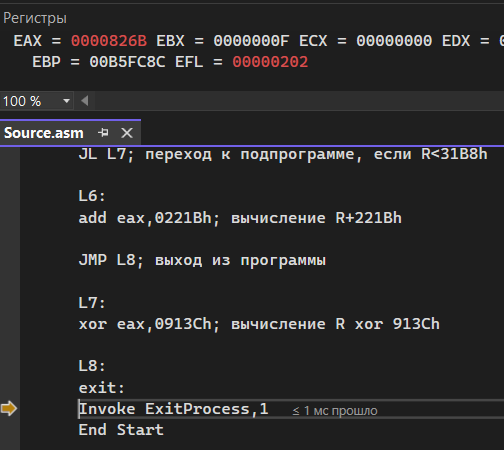 Регистры
EAX = 0000826B EBX = 0000000F ECX = 00000000 EDX = 0
EBP = 00B5FC8C EFL = 00000202
100 %
Source.asm
JL L7; переход к подпрограмме, если R<31B8h
L6:
add eax,0221Bh; вычисление R+221Bh
JMP L8; выход из программы
L7:
xor eax,0913Ch; вычисление R xor 913Ch
L8:
exit:
Invoke ExitProcess,1 ≤ 1 мс прошло
End Start